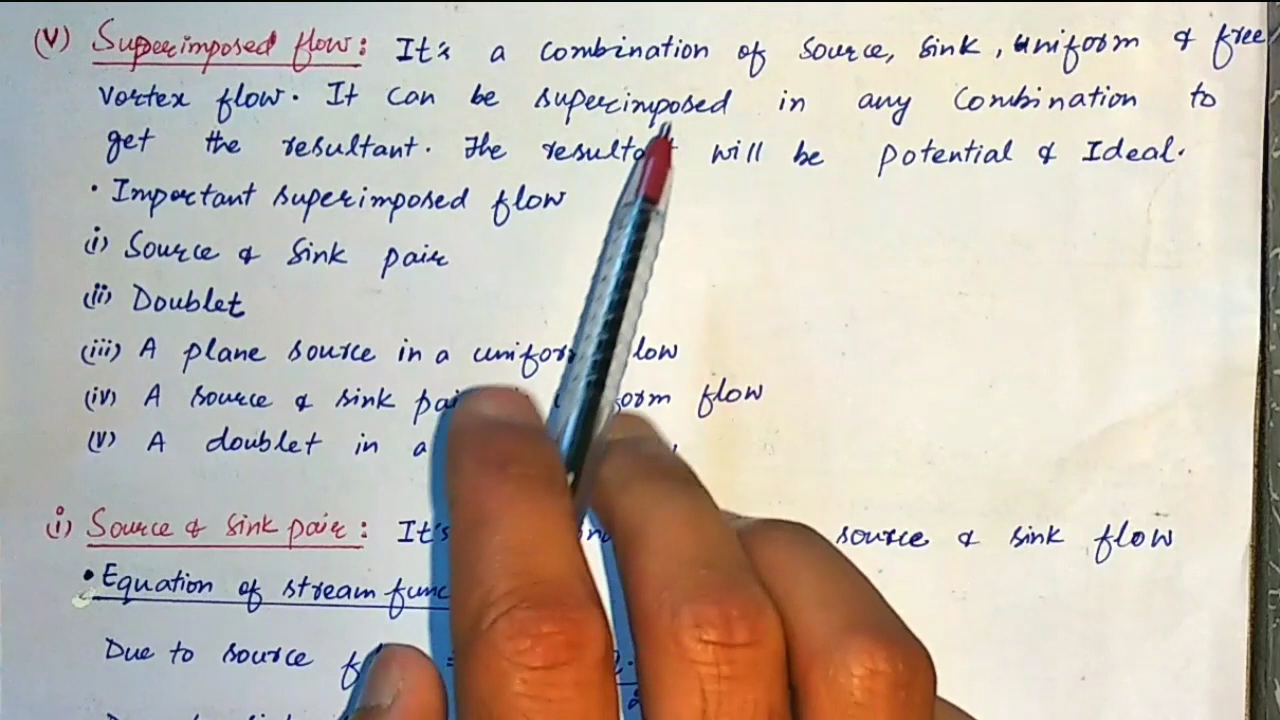 (V) Superimposed flow: It's a combination of source, sink, uniform & free
vortex flow. It can be superimposed in any combination to
get the resultant. The will be potential & Ideal.
• Important superimposed flow
(i) Source & Sink pair
(ii) Doublet
(iii) A plane source in a
(iv) A source & sink flow
(V) A doublet in a
i) Source & sink pair: It's source & sink flow
• Equation of stream
Due to source